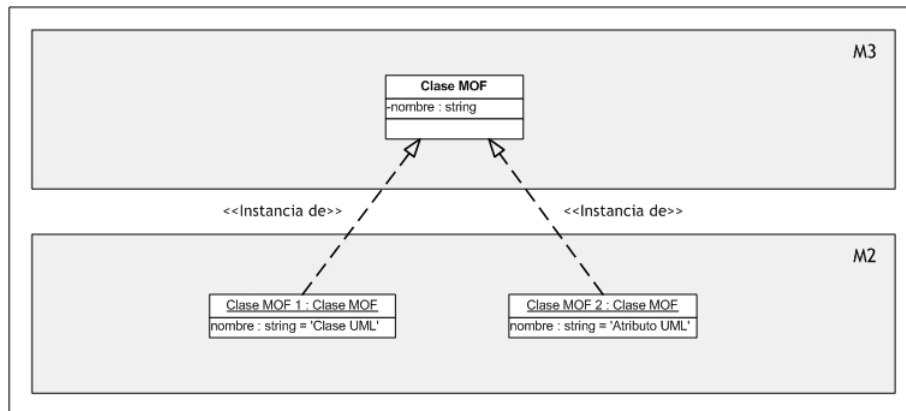 M3
Clase MOF
-nombre : string
<<Instancia de>>
<<Instancia de>>
M2
Clase MOF 1 : Clase MOF
nombre : string = 'Clase UML'
Clase MOF 2 : Clase MOF
nombre : string = 'Atributo UML'